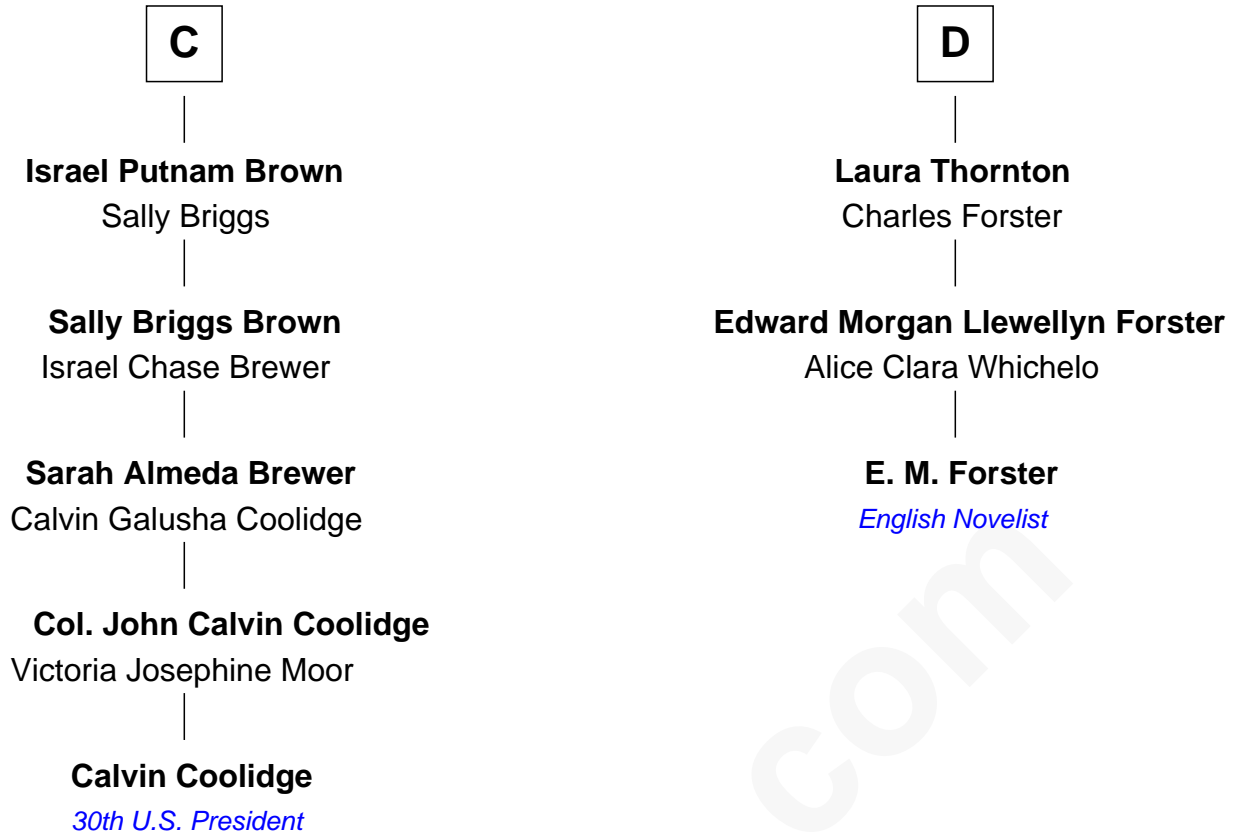 C
Israel Putnam Brown
Sally Briggs
Sally Briggs Brown
Israel Chase Brewer
Sarah Almeda Brewer
Calvin Galusha Coolidge
Col. John Calvin Coolidge
Victoria Josephine Moor
Calvin Coolidge
30th U.S. President
D
Laura Thornton
Charles Forster
Edward Morgan Llewellyn Forster
Alice Clara Whichelo
E. M. Forster
English Novelist
com